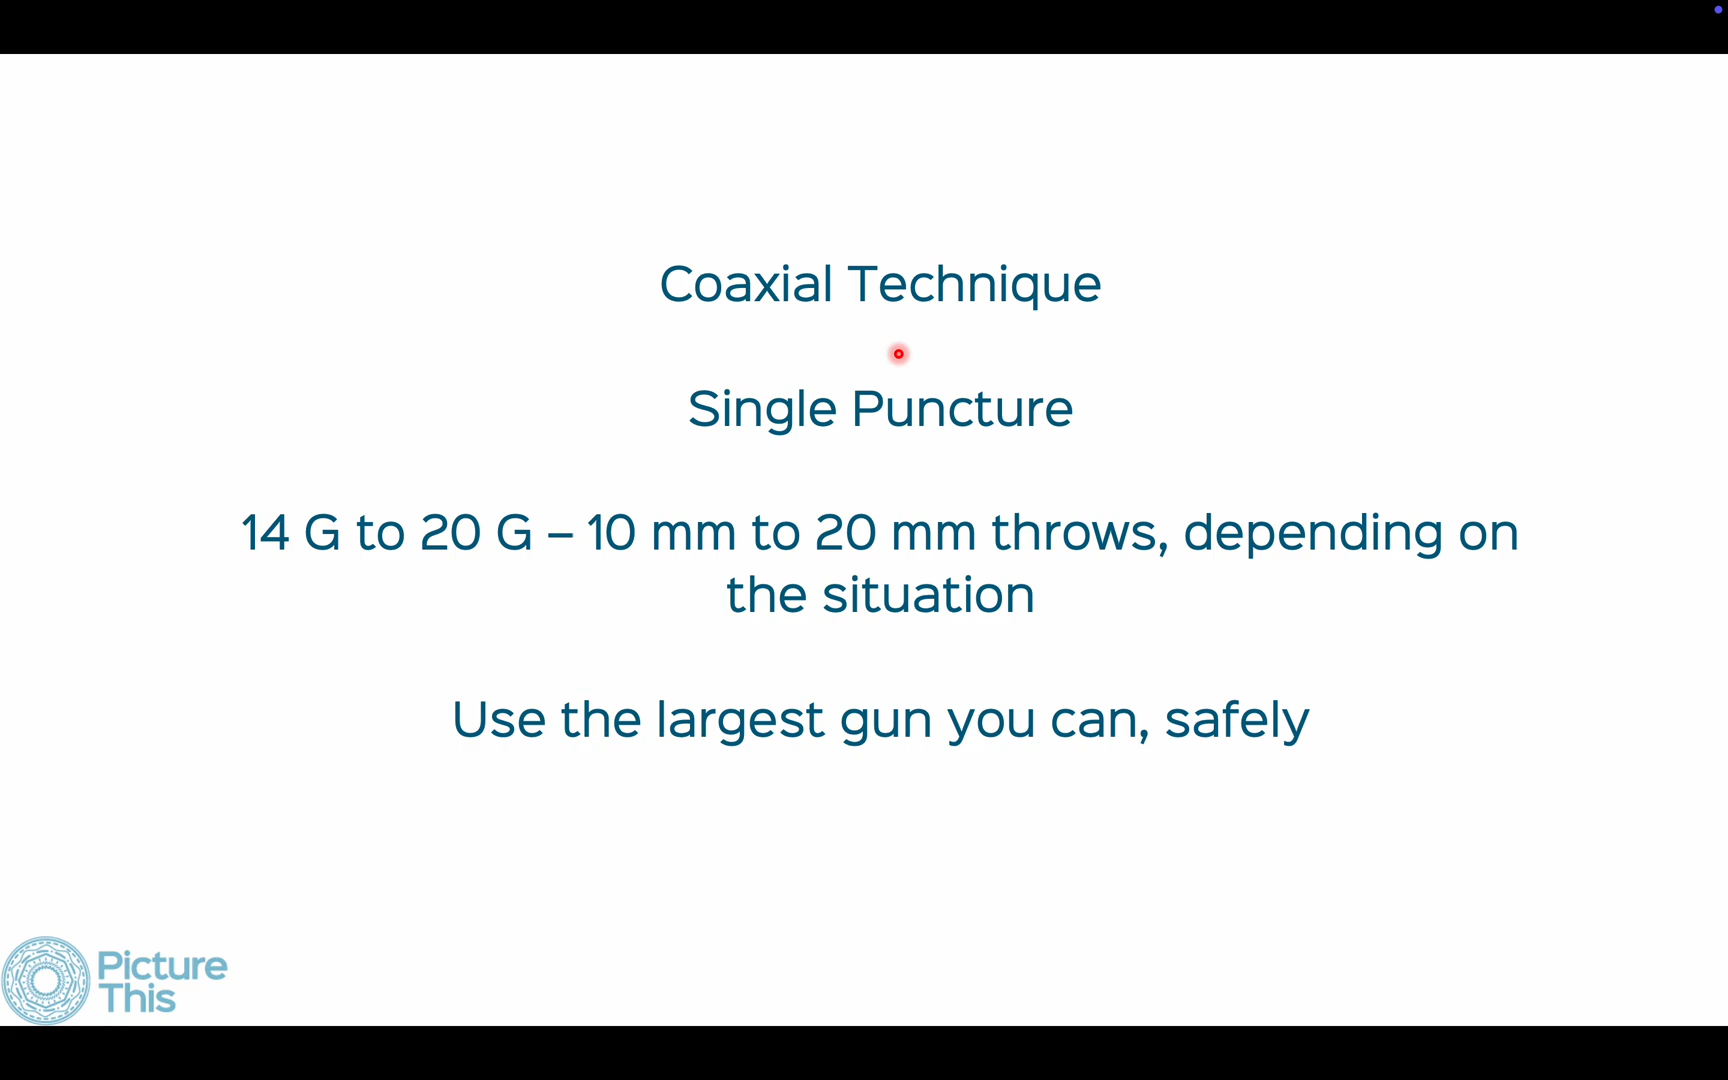 Coaxial Technique
Single Puncture
14 G to 20 G – 10 mm to 20 mm throws, depending on
the situation
Use the largest gun you can, safely
Picture
This